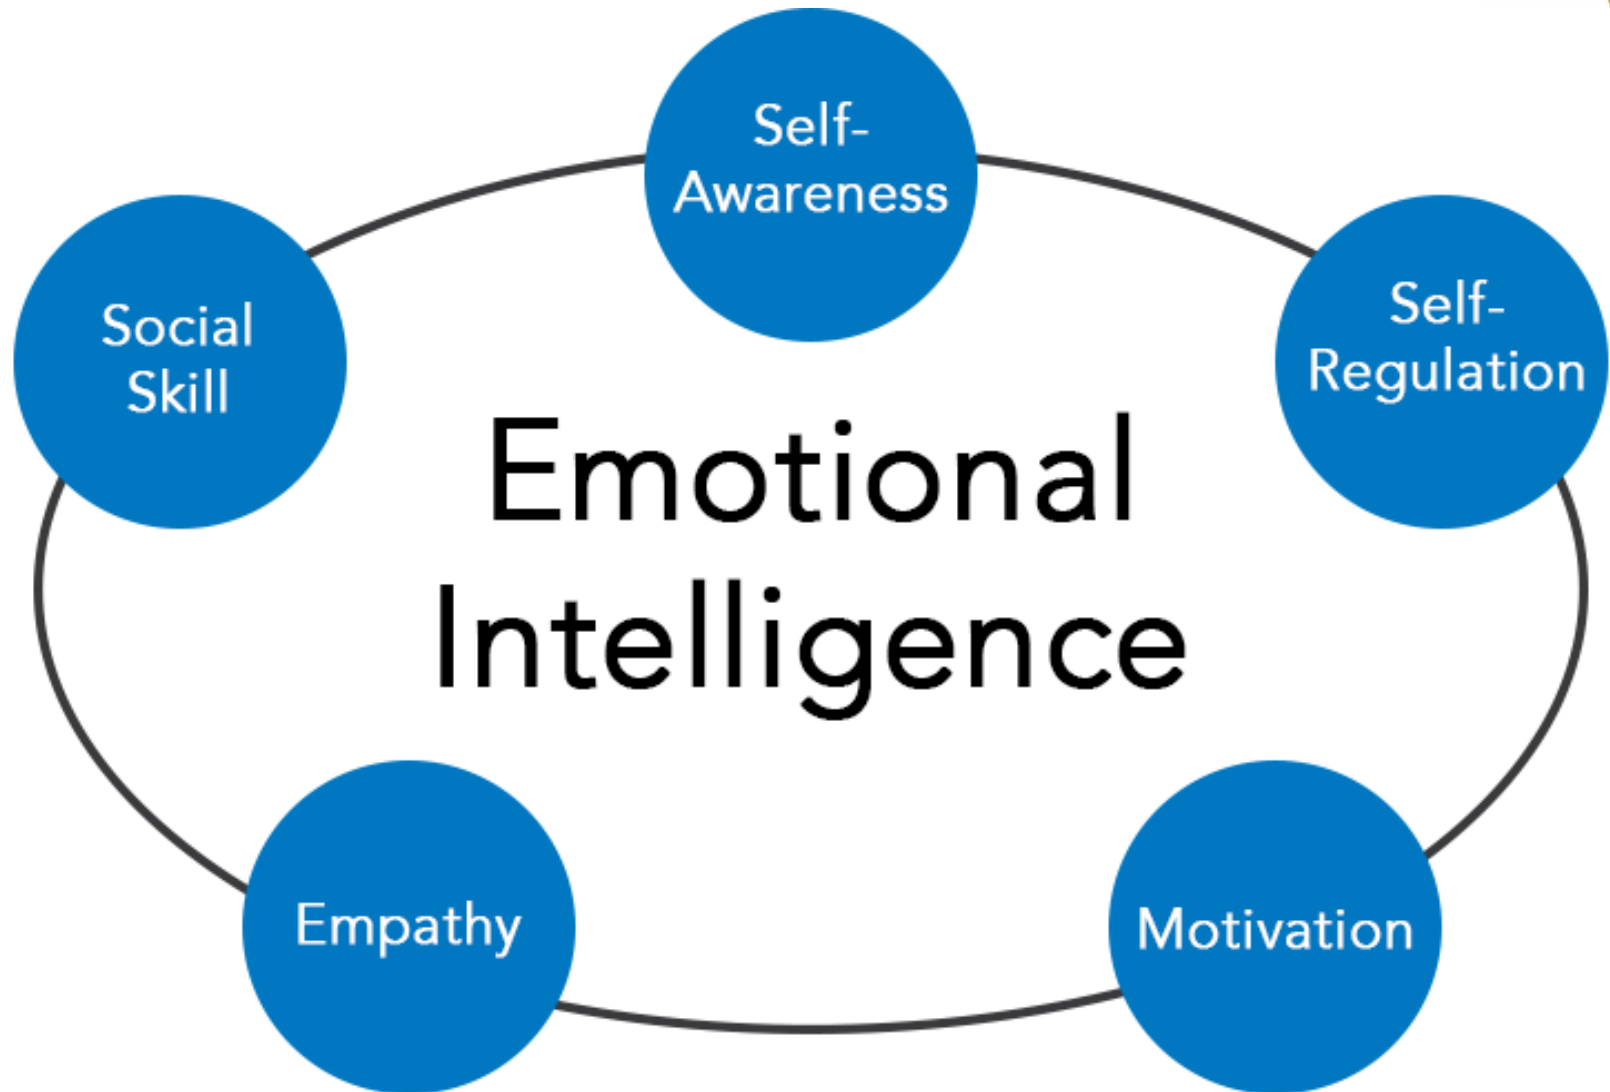 Self-
Awareness
Self-
Regulation
Social
Skill
Emotional
Intelligence
Empathy
Motivation